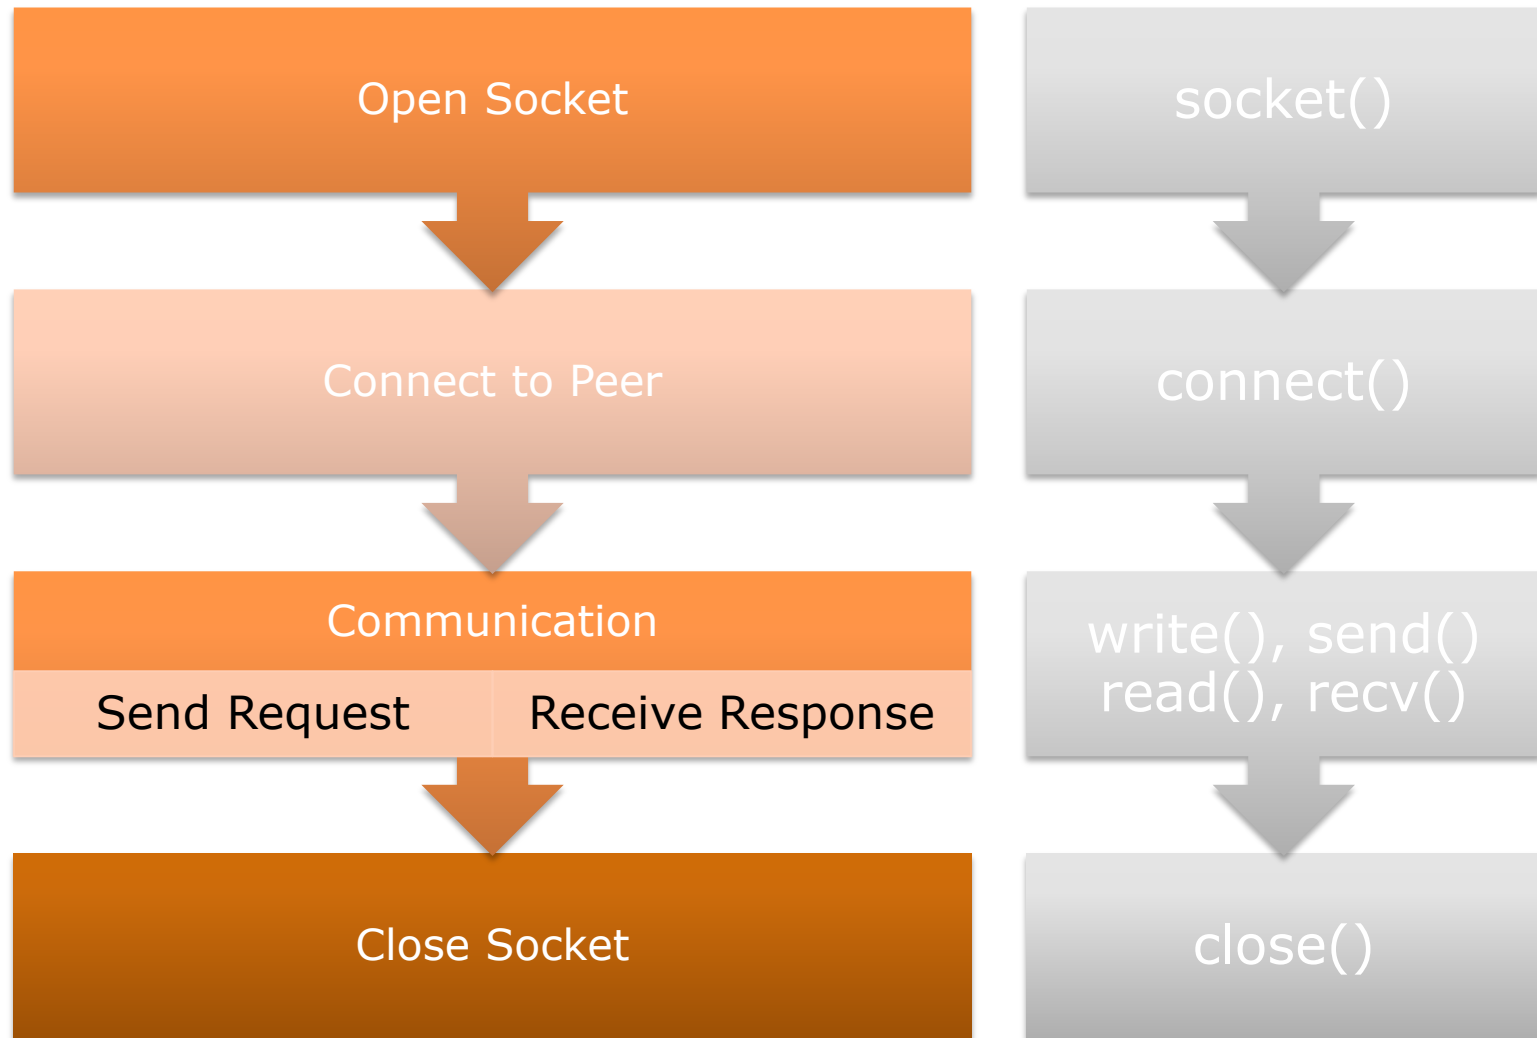 Open Socket
socket()
Connect to Peer
connect()
Communication
Send Request
Receive Response
write(), send()
read(), recv()
Close Socket
close()